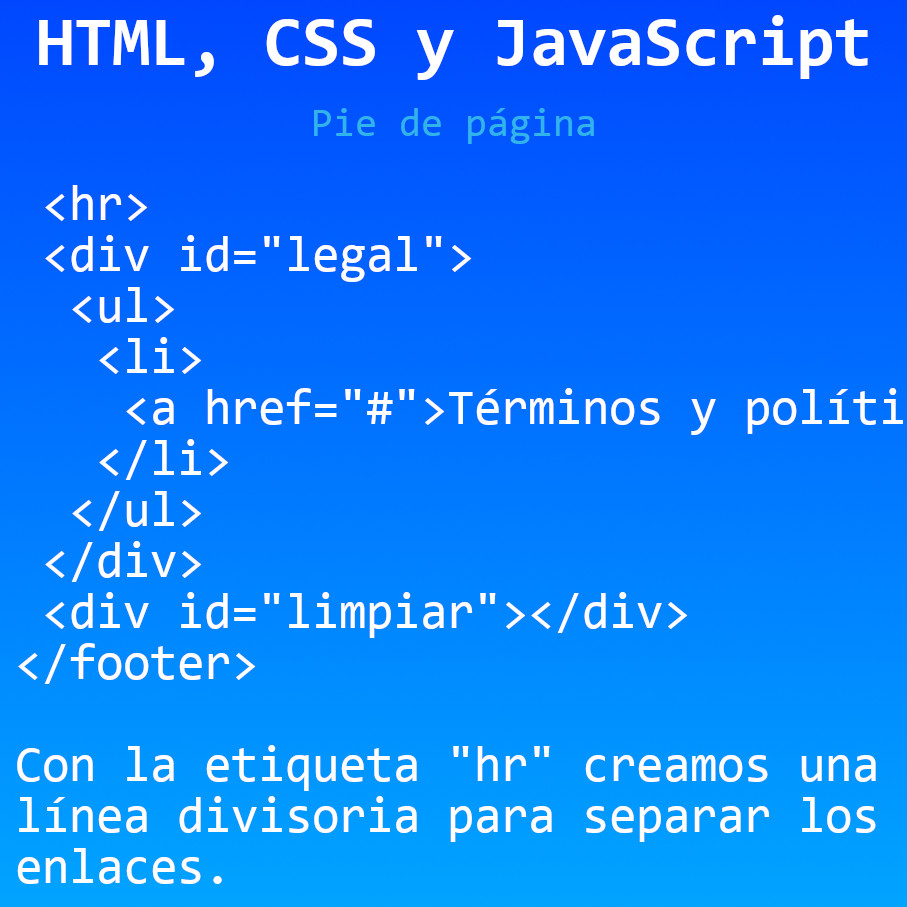 HTML, CSS y JavaScript
Pie de página
<hr>
<div id="legal">
<ul>
<li>
<a href="#">Términos y políti
</li>
</ul>
</div>
<div id="limpiar"></div>
</footer>
Con la etiqueta "hr" creamos una
línea divisoria para separar los
enlaces.